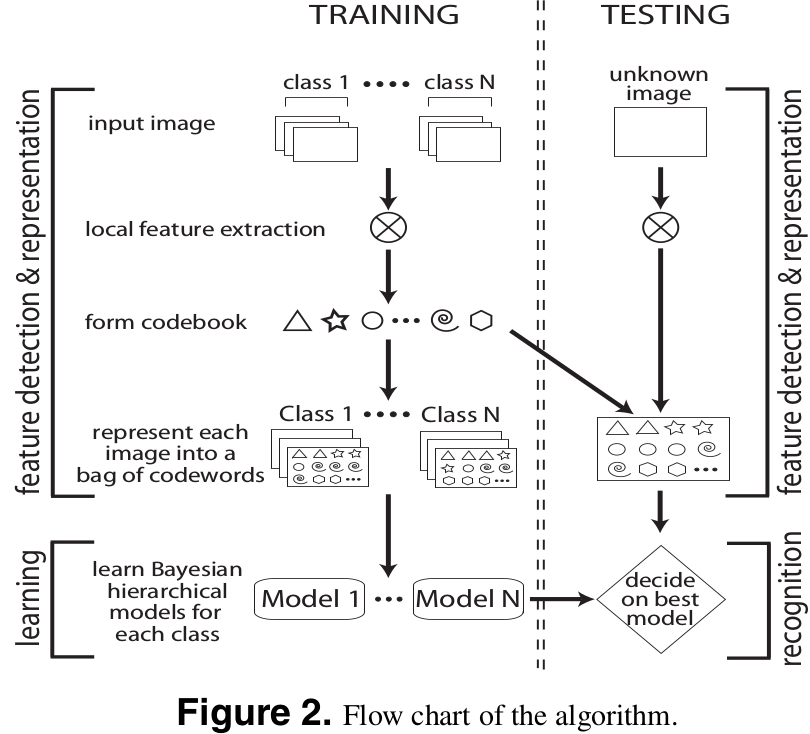 TRAINING
TESTING
class 1 •••• class N
unknown
image
input image
local feature extraction
form codebook
•••
Class 1 •••• Class N
represent each
image into a
bag of codewords
feature detection & representation
feature detection & representation
learn Bayesian
hierarchical
models for
each class
Model 1 ••• Model N
decide
on best
model
learning
recognition
Figure 2. Flow chart of the algorithm.